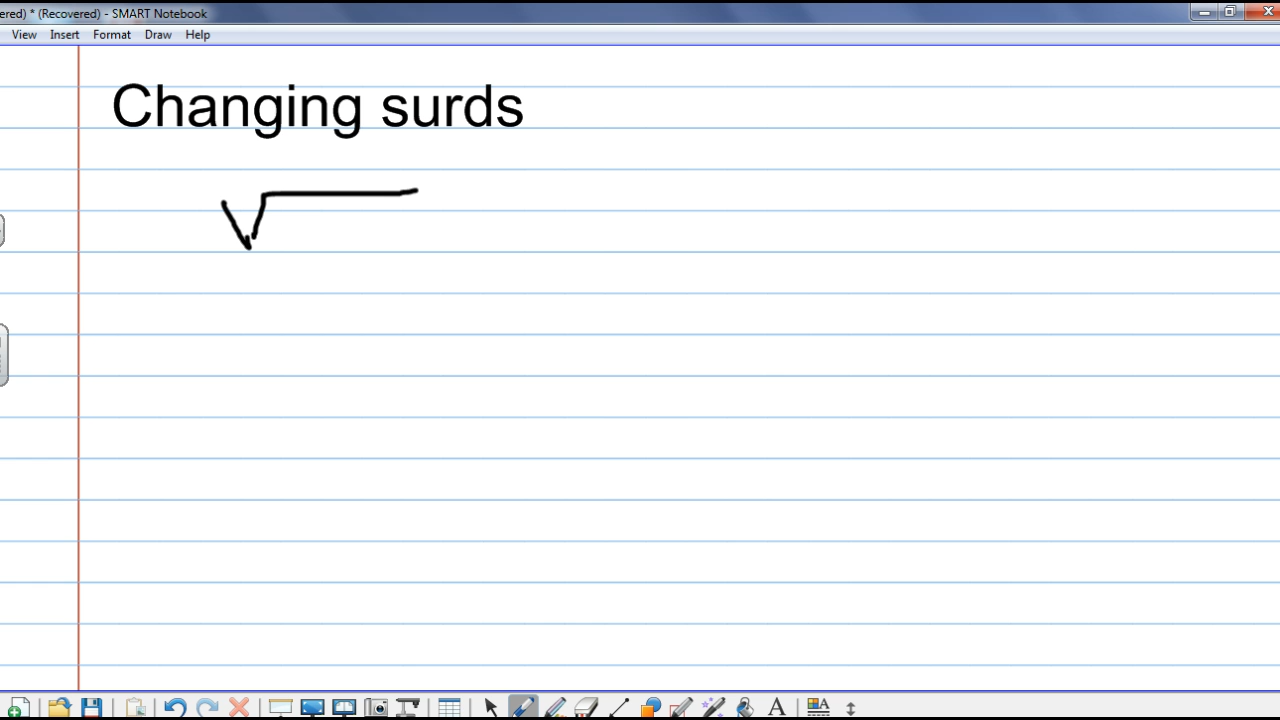 ered) * (Recovered) - SMART Notebook
View Insert Format Draw Help
Changing surds
√